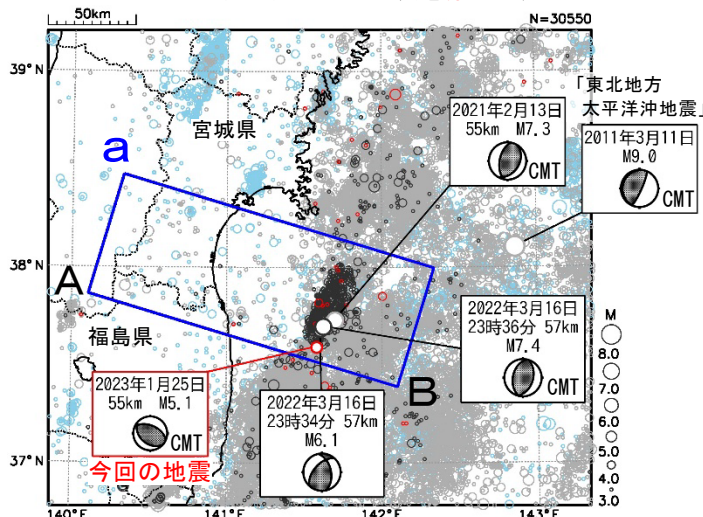 50km
N=30550
39°N
38°N
37°N
140°E
141°E
142°E
143°E
宮城県
福島県
a
A
B
「東北地方
太平洋沖地震」
2011年3月11日
M9.0
CMT
2021年2月13日
55km M7.3
CMT
2022年3月16日
23時36分 57km
M7.4
CMT
2022年3月16日
23時34分 57km
M6.1
2023年1月25日
55km M5.1
CMT
今回の地震
M
8.0
7.0
6.0
5.0
4.0
3.0